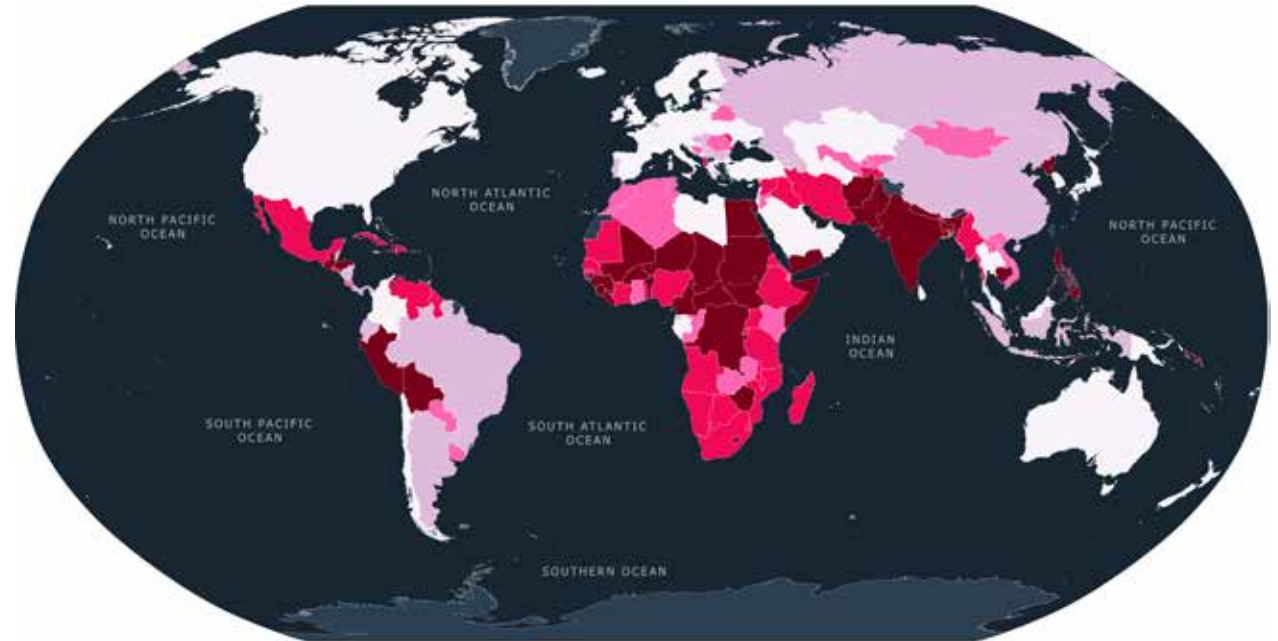 NORTH ATLANTIC
OCEAN
NORTH PACIFIC
OCEAN
NORTH PACIFIC
OCEAN
INDIAN
OCEAN
SOUTH PACIFIC
OCEAN
SOUTH ATLANTIC
OCEAN
SOUTHERN OCEAN